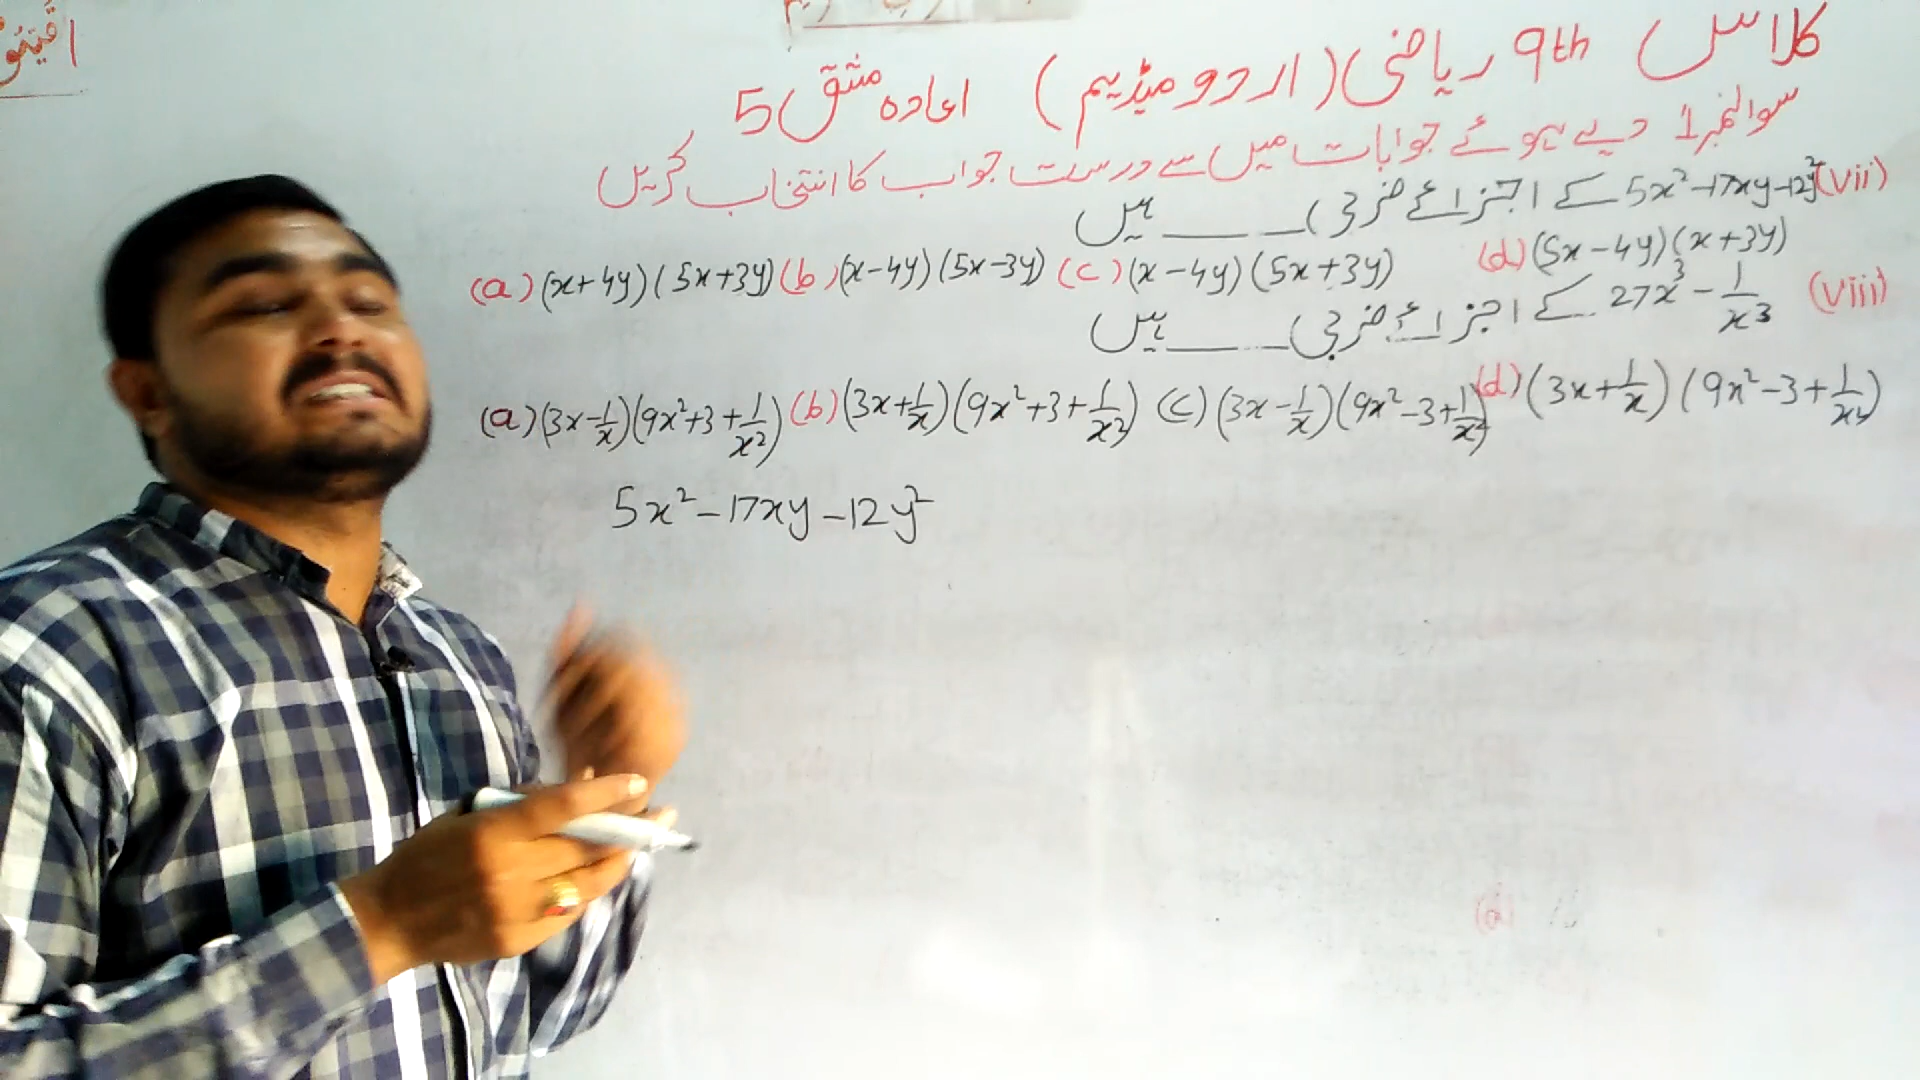 کلاس 9th ریاضی (اردو میڈیم) اعادہ مشق 5
سوال نمبر 1 دیے ہوئے جوابات میں سے درست جواب کا انتخاب کریں
(vii) 5x²-17xy-12y² کے اجزائے ضربی ____ ہیں
(a) (x+4y)(5x+3y) (b) (x-4y)(5x-3y) (c) (x-4y)(5x+3y) (d) (5x-4y)(x+3y)
(viii) 27x³ - 1/x³ کے اجزائے ضربی ____ ہیں
(a) (3x-1/x)(9x²+3+1/x²) (b) (3x+1/x)(9x²+3+1/x²) (c) (3x-1/x)(9x²-3+1/x²) (d) (3x+1/x)(9x²-3+1/x²)
5x²-17xy-12y²
(a)